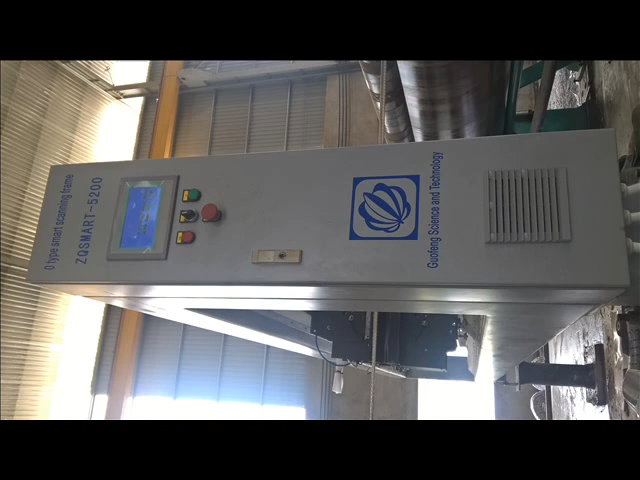 O type smart scanning frame
ZQSMART-5200
Guofeng Science and Technology